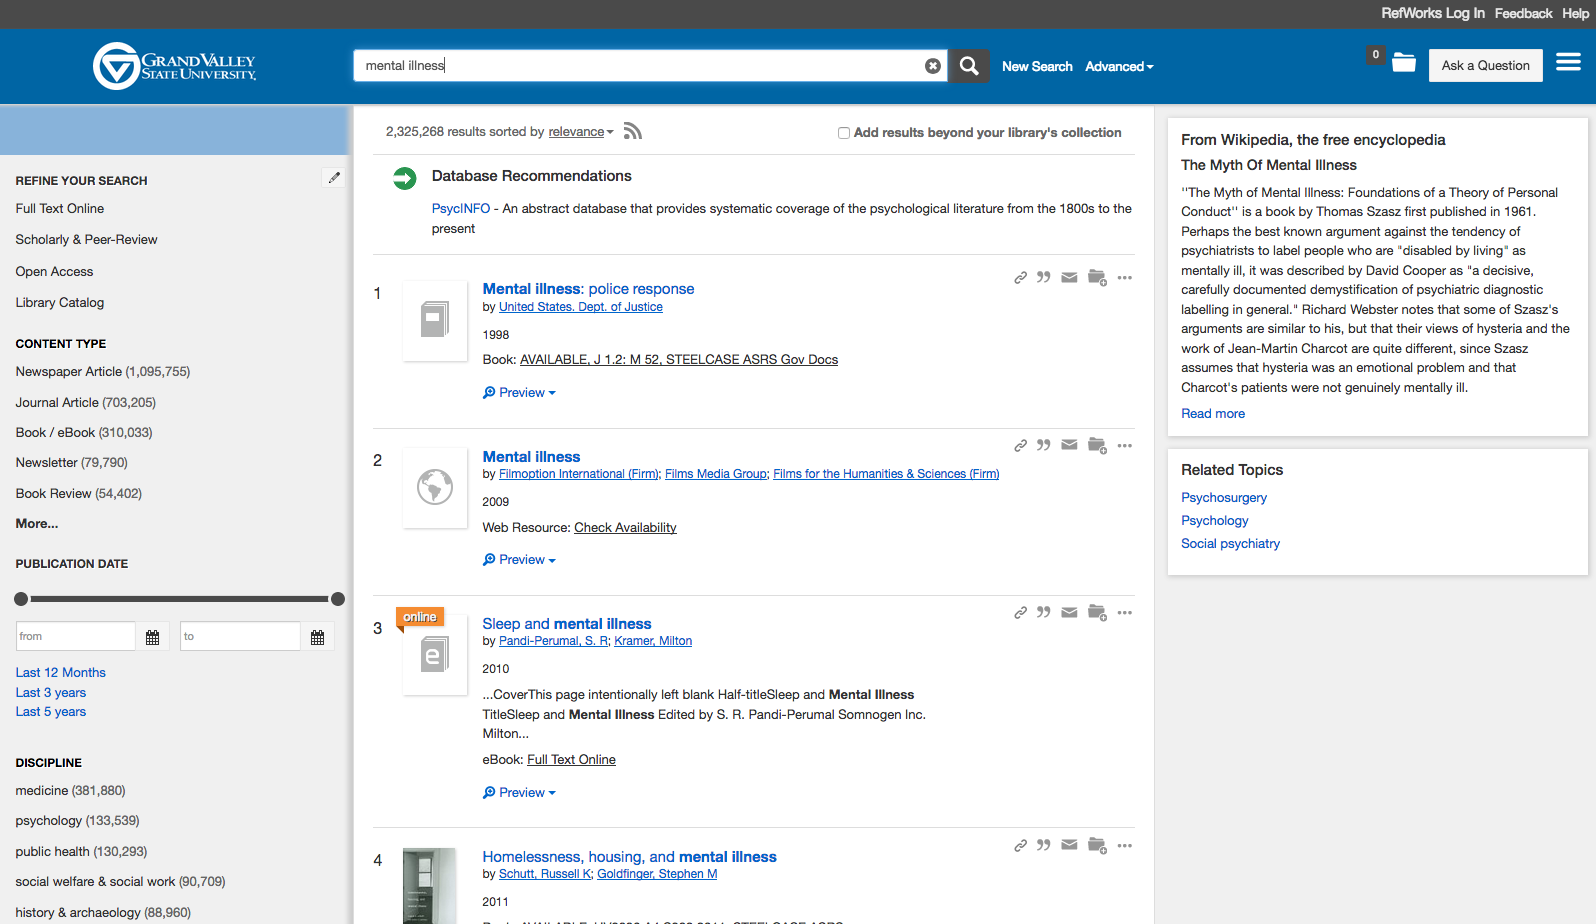 RefWorks Log In Feedback Help
GRAND VALLEY
STATE UNIVERSITY.
mental illness
New Search Advanced
0
Ask a Question
REFINE YOUR SEARCH
Full Text Online
Scholarly & Peer-Review
Open Access
Library Catalog
CONTENT TYPE
Newspaper Article (1,095,755)
Journal Article (703,205)
Book / eBook (310,033)
Newsletter (79,790)
Book Review (54,402)
More...
PUBLICATION DATE
from
to
Last 12 Months
Last 3 years
Last 5 years
DISCIPLINE
medicine (381,880)
psychology (133,539)
public health (130,293)
social welfare & social work (90,709)
history & archaeology (88,960)
2,325,268 results sorted by relevance
Add results beyond your library's collection
Database Recommendations
PsycINFO - An abstract database that provides systematic coverage of the psychological literature from the 1800s to the
present
1
Mental illness: police response
by United States. Dept. of Justice
1998
Book: AVAILABLE, J 1.2: M 52, STEELCASE ASRS Gov Docs
Preview
2
Mental illness
by Filmoption International (Firm); Films Media Group; Films for the Humanities & Sciences (Firm)
2009
Web Resource: Check Availability
Preview
3
online
e
Sleep and mental illness
by Pandi-Perumal, S. R; Kramer, Milton
2010
...CoverThis page intentionally left blank Half-titleSleep and Mental Illness
TitleSleep and Mental Illness Edited by S. R. Pandi-Perumal Somnogen Inc.
Milton...
eBook: Full Text Online
Preview
4
Homelessness, housing, and mental illness
by Schutt, Russell K; Goldfinger, Stephen M
2011
From Wikipedia, the free encyclopedia
The Myth Of Mental Illness
''The Myth of Mental Illness: Foundations of a Theory of Personal
Conduct'' is a book by Thomas Szasz first published in 1961.
Perhaps the best known argument against the tendency of
psychiatrists to label people who are "disabled by living" as
mentally ill, it was described by David Cooper as "a decisive,
carefully documented demystification of psychiatric diagnostic
labelling in general." Richard Webster notes that some of Szasz's
arguments are similar to his, but that their views of hysteria and the
work of Jean-Martin Charcot are quite different, since Szasz
assumes that hysteria was an emotional problem and that
Charcot's patients were not genuinely mentally ill.
Read more
Related Topics
Psychosurgery
Psychology
Social psychiatry